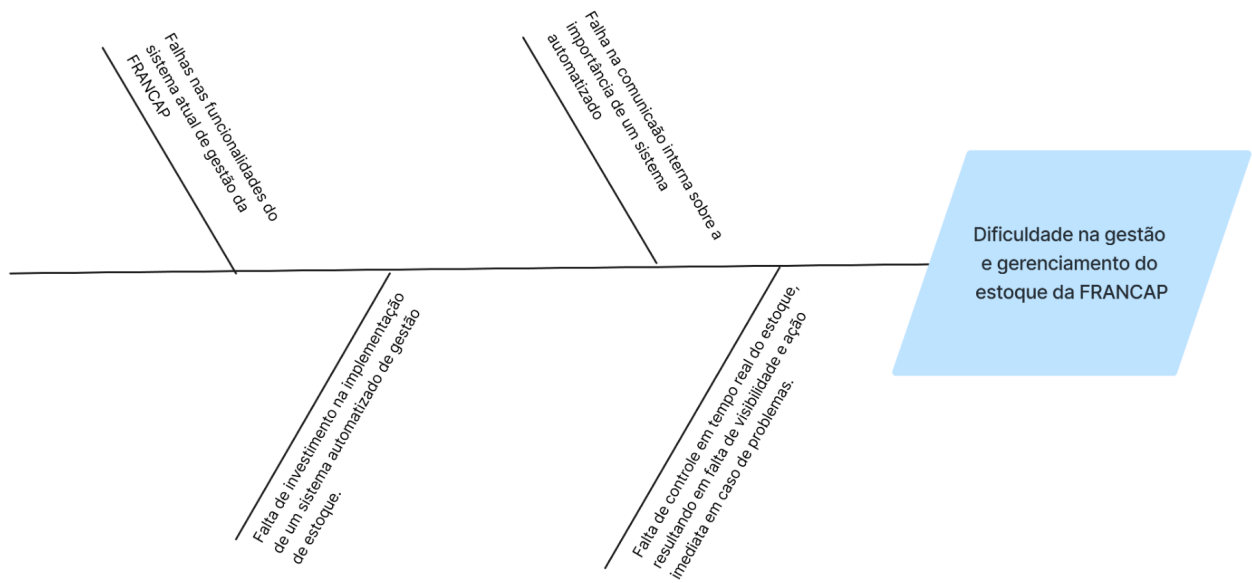 Falhas nas funcionalidades do
sistema atual de gestão da
FRANCAP
Falha na comunicaão interna sobre a
importância de um sistema
automatizado
Dificuldade na gestão
e gerenciamento do
estoque da FRANCAP
Falta de investimento na implementação
de um sistema automatizado de gestão
de estoque.
Falta de controle em tempo real do estoque,
resultando em falta de visibilidade e ação
imediata em caso de problemas.